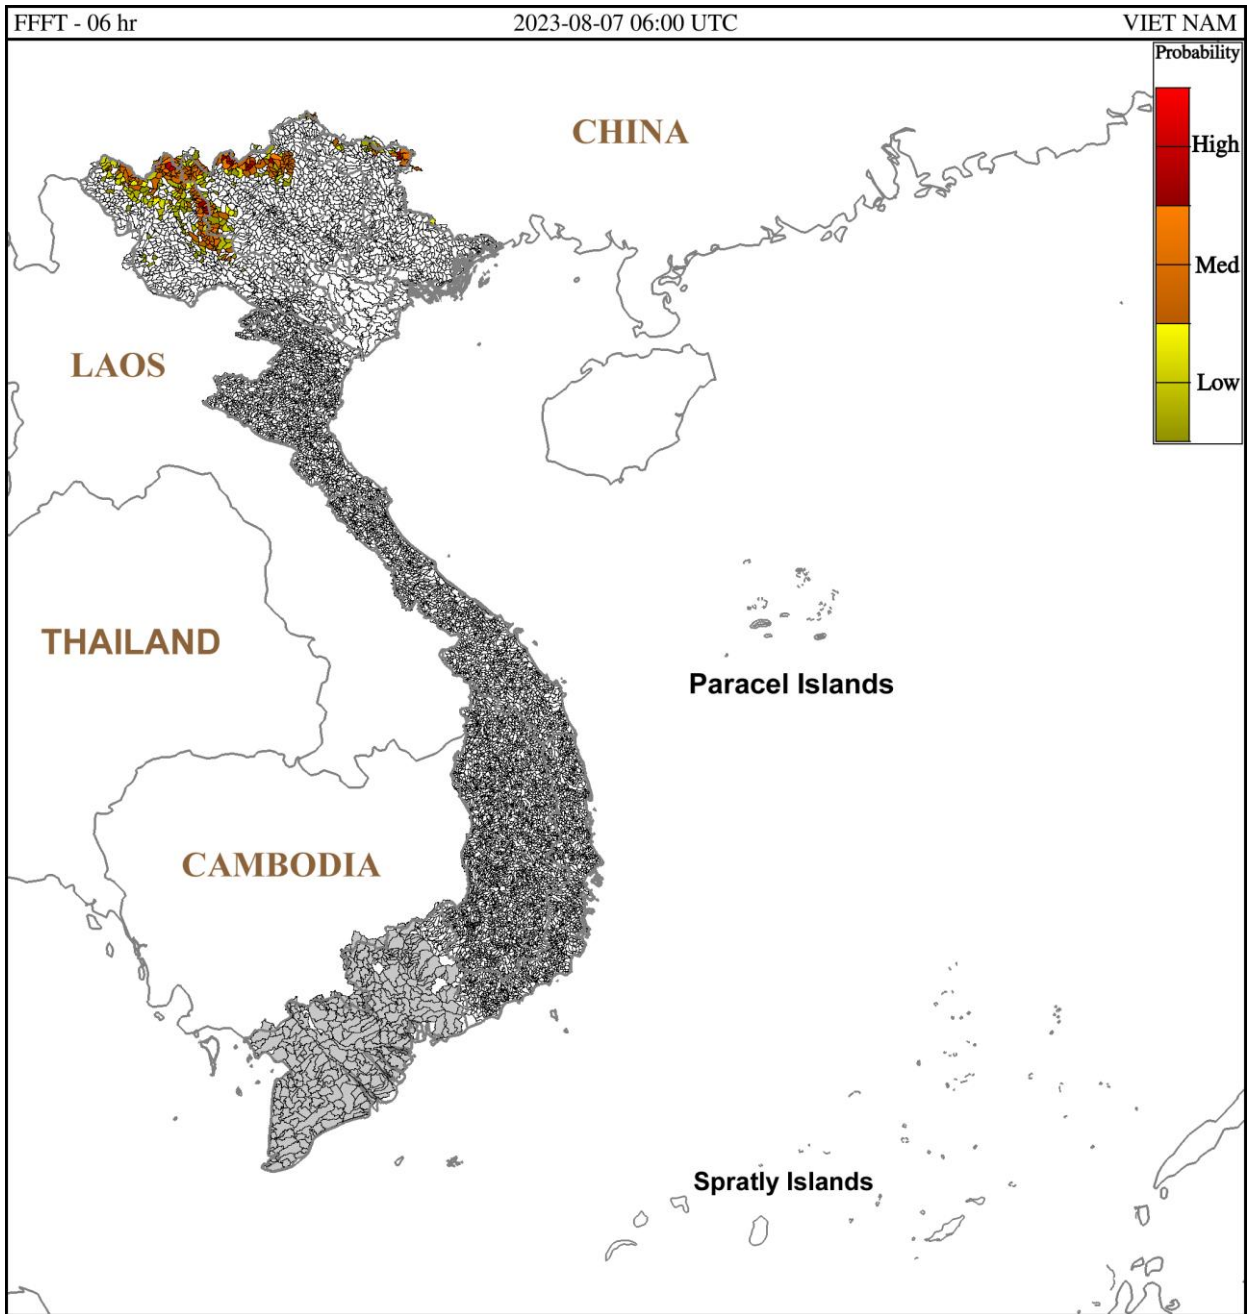 FFFT - 06 hr 2023-08-07 06:00 UTC VIET NAM
Probability
CHINA
High
Med
LAOS
Low
THAILAND
Paracel Islands
CAMBODIA
Spratly Islands